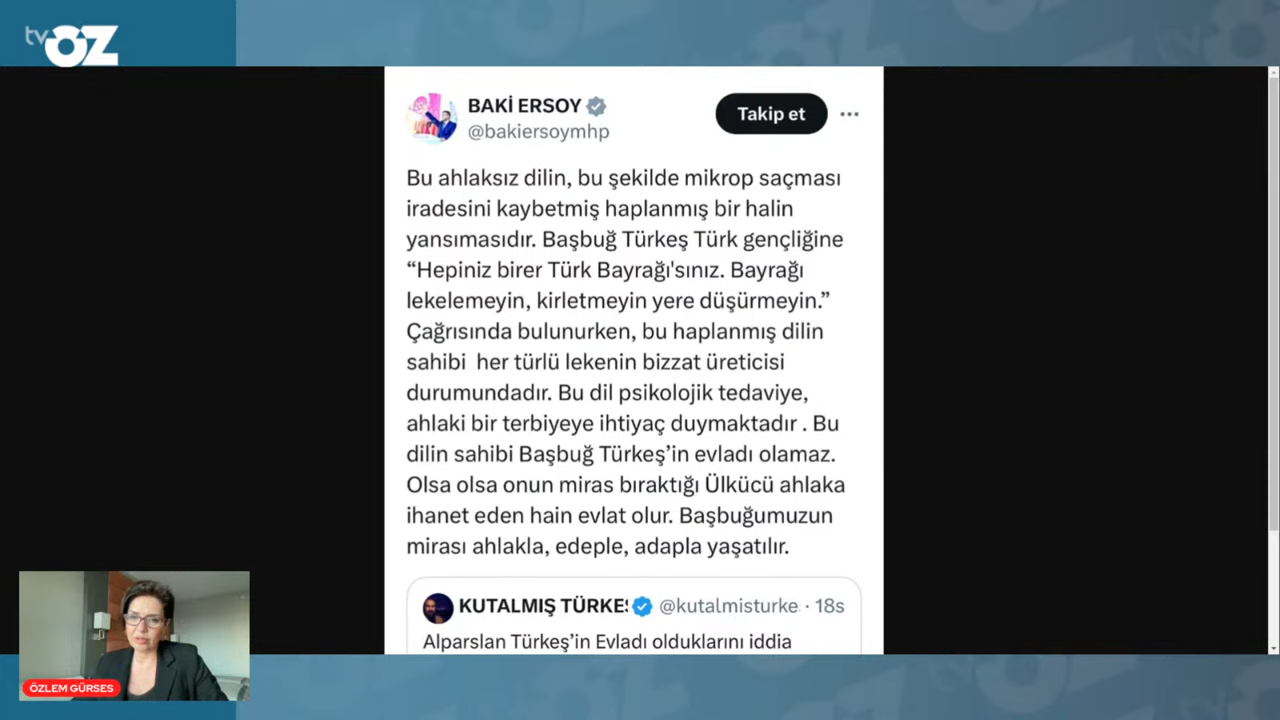 tv ÖZ
BAKİ ERSOY
@bakiersoymhp
Takip et
Bu ahlaksız dilin, bu şekilde mikrop saçması
iradesini kaybetmiş haplanmış bir halin
yansımasıdır. Başbuğ Türkeş Türk gençliğine
“Hepiniz birer Türk Bayrağı'sınız. Bayrağı
lekelemeyin, kirletmeyin yere düşürmeyin.”
Çağrısında bulunurken, bu haplanmış dilin
sahibi  her türlü lekenin bizzat üreticisi
durumundadır. Bu dil psikolojik tedaviye,
ahlaki bir terbiyeye ihtiyaç duymaktadır . Bu
dilin sahibi Başbuğ Türkeş’in evladı olamaz.
Olsa olsa onun miras bıraktığı Ülkücü ahlaka
ihanet eden hain evlat olur. Başbuğumuzun
mirası ahlakla, edeple, adapla yaşatılır.
KUTALMIŞ TÜRKEŞ @kutalmisturke · 18s
Alparslan Türkeş’in Evladı olduklarını iddia
ÖZLEM GÜRSES